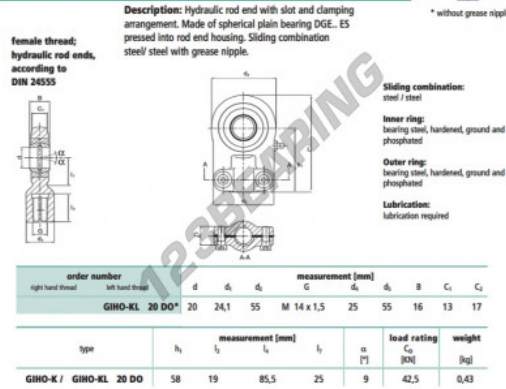 Description: Hydraulic rod end with slot and clamping
arrangement. Made of spherical plain bearing DGE.. ES
pressed into rod end housing. Sliding combination
steel/ steel with grease nipple.
* without grease nippl
female thread;
hydraulic rod ends,
according to
DIN 24555
Sliding combination:
steel / steel
Inner ring:
bearing steel, hardened, ground and
phosphated
Outer ring:
bearing steel, hardened, ground and
phosphated
Lubrication:
lubrication required
B
C₁
α
α
d
G
A
A
A-A
123BEARING
order number measurement [mm]
right hand thread left hand thread d d₁ d₂ G d₄ d₅ B C₁ C₂
GIHO-KL 20 DO* 20 24,1 55 M 14 x 1,5 25 55 16 13 17
measurement [mm] load rating weight
type h₁ l₃ l₄ l₇ α C₀
[°] [KN] [kg]
GIHO-K / GIHO-KL 20 DO 58 19 85,5 25 9 42,5 0,43